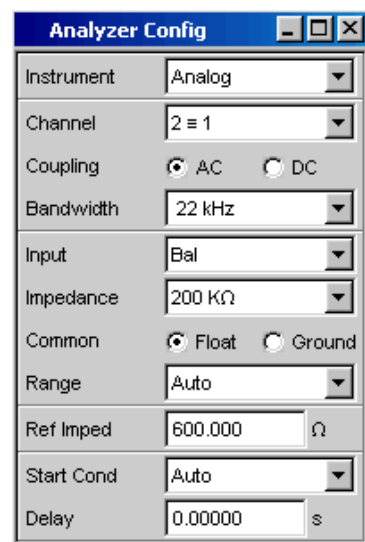 Analyzer Config
Instrument Analog
Channel 2 ≡ 1
Coupling AC DC
Bandwidth 22 kHz
Input Bal
Impedance 200 KΩ
Common Float Ground
Range Auto
Ref Imped 600.000 Ω
Start Cond Auto
Delay 0.00000 s